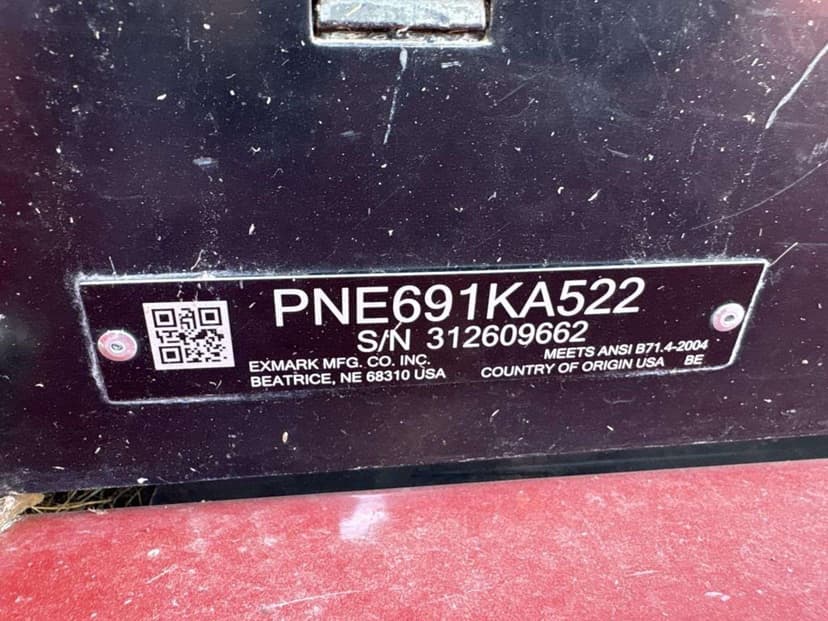 PNE691KA522
S/N 312609662
EXMARK MFG. CO. INC.
MEETS ANSI B71.4-2004
BEATRICE, NE 68310 USA
COUNTRY OF ORIGIN USA BE